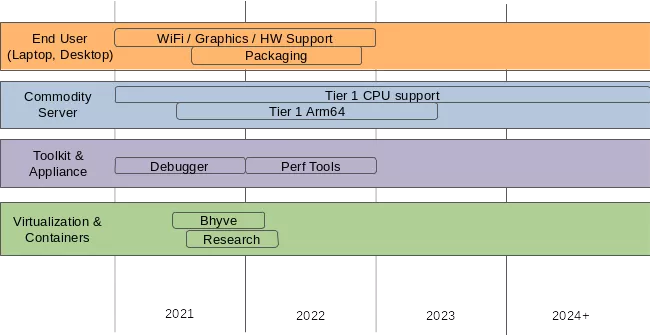 End User
(Laptop, Desktop)
WiFi / Graphics / HW Support
Packaging
Commodity
Server
Tier 1 CPU support
Tier 1 Arm64
Toolkit &
Appliance
Debugger
Perf Tools
Virtualization &
Containers
Bhyve
Research
2021
2022
2023
2024+